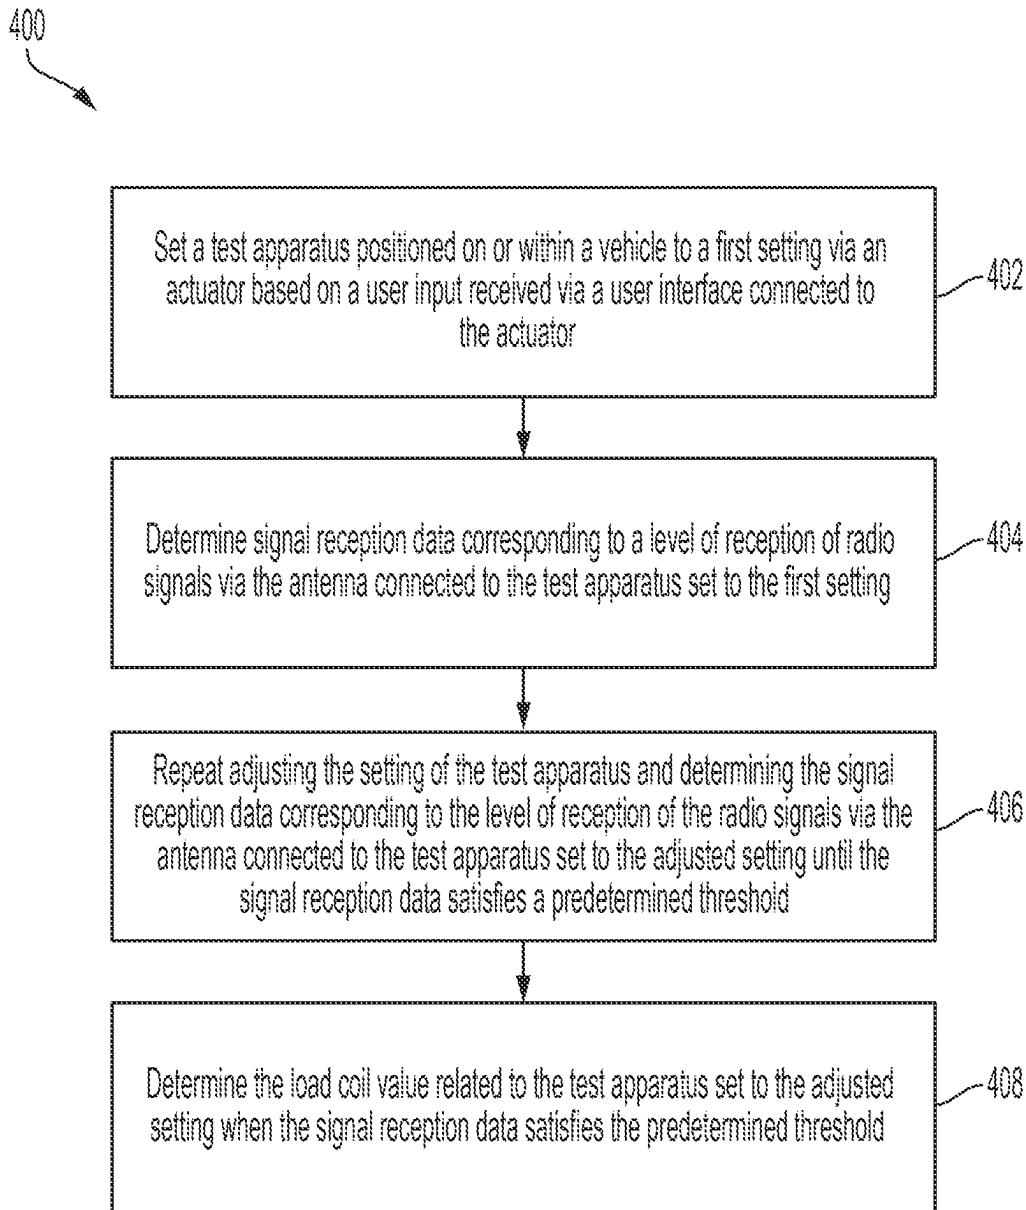 400
Set a test apparatus positioned on or within a vehicle to a first setting via an
actuator based on a user input received via a user interface connected to
the actuator
402
Determine signal reception data corresponding to a level of reception of radio
signals via the antenna connected to the test apparatus set to the first setting
404
Repeat adjusting the setting of the test apparatus and determining the signal
reception data corresponding to the level of reception of the radio signals via the
antenna connected to the test apparatus set to the adjusted setting until the
signal reception data satisfies a predetermined threshold
406
Determine the load coil value related to the test apparatus set to the adjusted
setting when the signal reception data satisfies the predetermined threshold
408